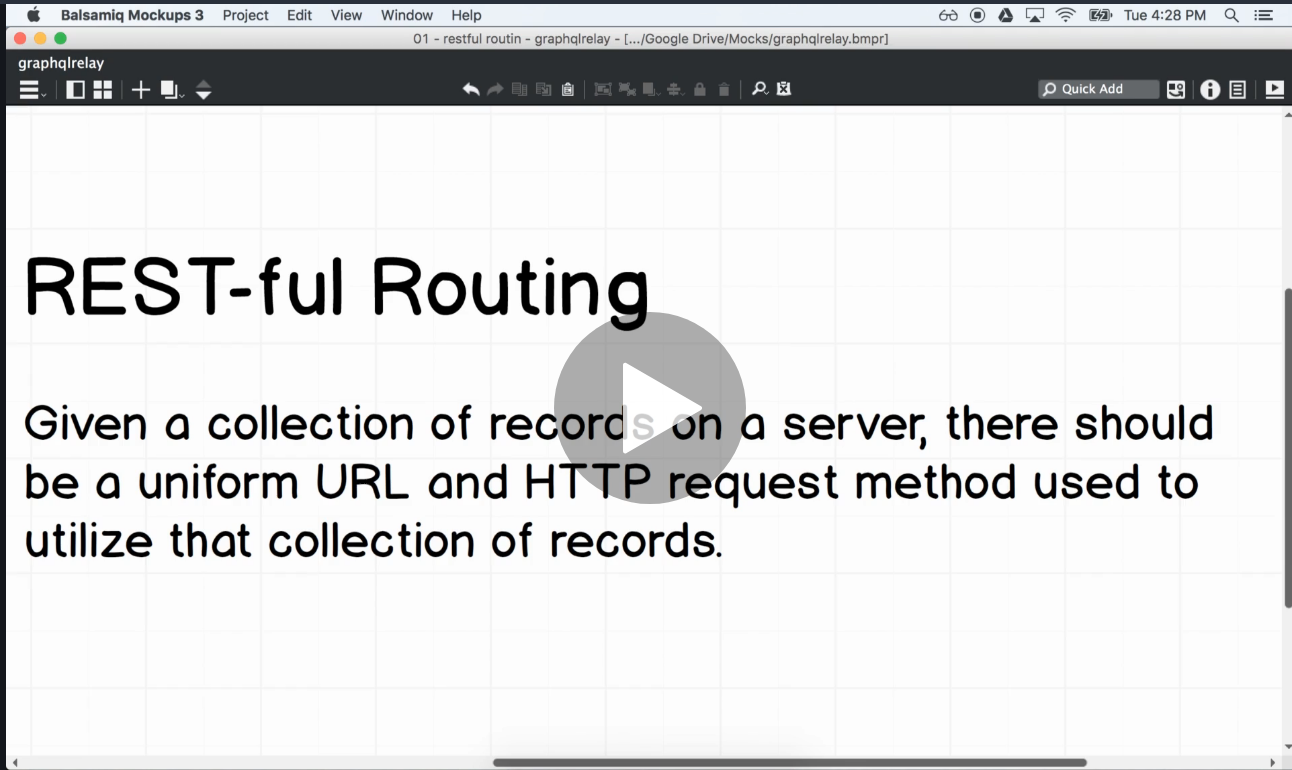 Balsamiq Mockups 3 Project Edit View Window Help Tue 4:28 PM
01 - restful routin - graphqlrelay - [.../Google Drive/Mocks/graphqlrelay.bmpr]
graphqlrelay
Quick Add
REST-ful Routing
Given a collection of records on a server, there should
be a uniform URL and HTTP request method used to
utilize that collection of records.